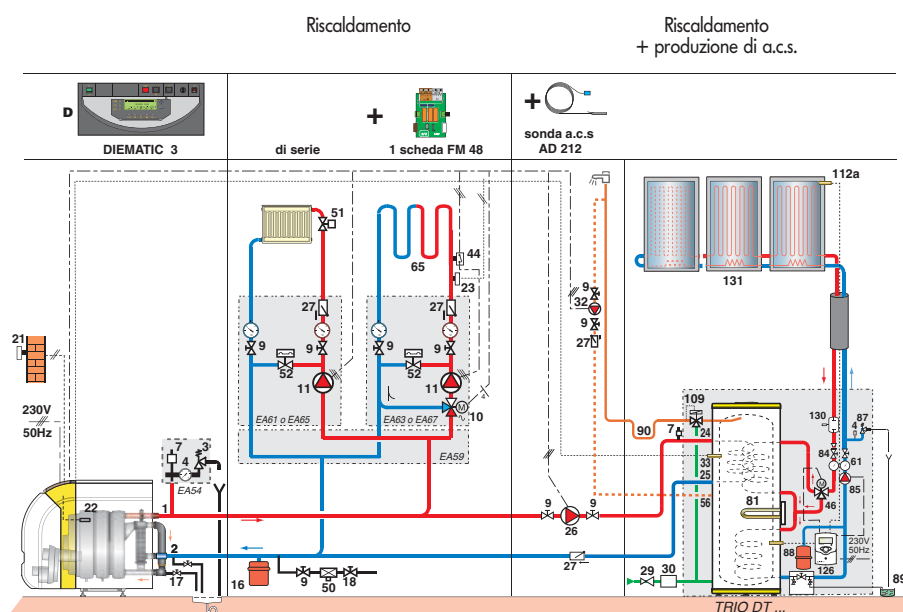 Riscaldamento
Riscaldamento
+ produzione di a.c.s.
D
DIEMATIC 3
di serie
+
1 scheda FM 48
+
sonda a.c.s
AD 212
112a
51
44
65
23
131
9
32
9
27
27
27
21
9
9
9
9
52
52
11
11
M
10
230V
50Hz
EA61 o EA65
EA63 o EA67
EA59
7
3
4
EA54
109
7
24
90
33
25
56
130
4
87
84
61
M
46
85
81
22
1
9
9
26
2
27
17
16
9
50
18
29
30
88
126
230V
50Hz
89
TRIO DT ...